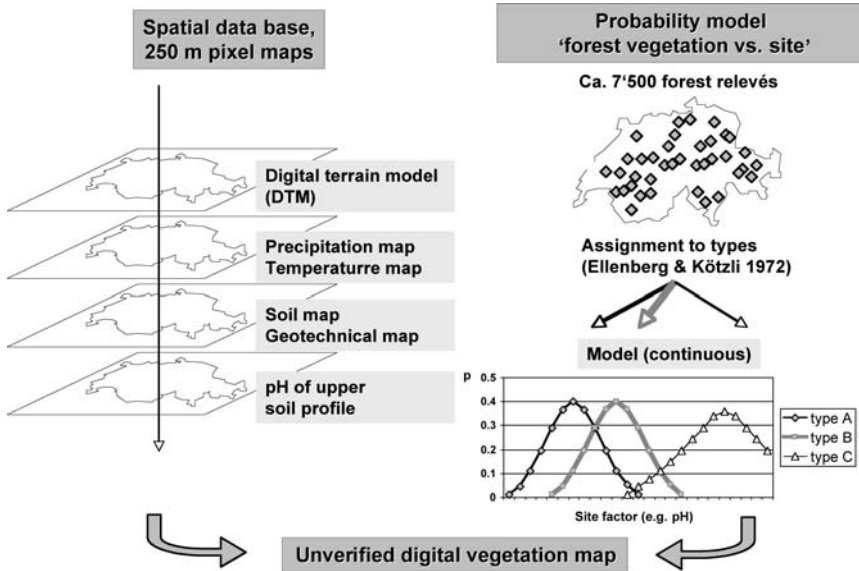 Spatial data base,
250 m pixel maps
Digital terrain model
(DTM)
Precipitation map
Temperaturre map
Soil map
Geotechnical map
pH of upper
soil profile
Probability model
‘forest vegetation vs. site’
Ca. 7‘500 forest relevés
Assignment to types
(Ellenberg & Kötzli 1972)
Model (continuous)
p
0.5
0.4
0.3
0.2
0.1
0
type A
type B
type C
Site factor (e.g. pH)
Unverified digital vegetation map